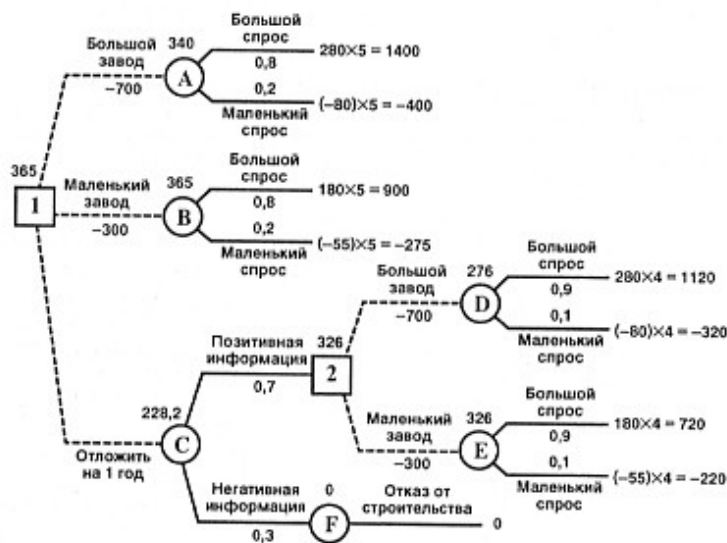 Большой
завод
−700
340
A
Большой
спрос
280×5 = 1400
0,8
0,2
(−80)×5 = −400
Маленький
спрос
365
1
Маленький
завод
−300
365
B
Большой
спрос
180×5 = 900
0,8
0,2
(−55)×5 = −275
Маленький
спрос
Отложить
на 1 год
228,2
C
Позитивная
информация
0,7
326
2
Большой
завод
−700
276
D
Большой
спрос
280×4 = 1120
0,9
0,1
(−80)×4 = −320
Маленький
спрос
Маленький
завод
−300
326
E
Большой
спрос
180×4 = 720
0,9
0,1
(−55)×4 = −220
Маленький
спрос
Негативная
информация
0,3
0
F
Отказ от
строительства
0